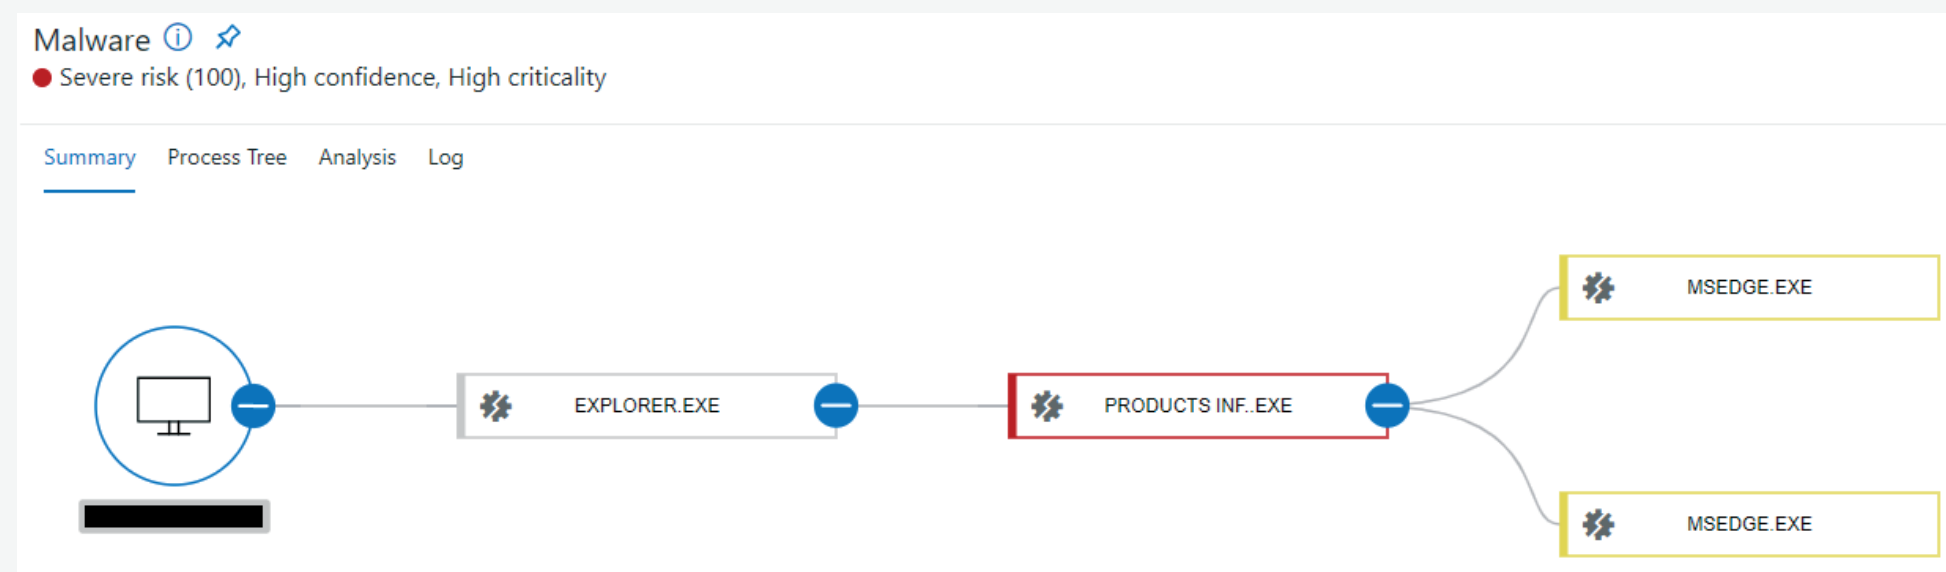 Malware
Severe risk (100), High confidence, High criticality
Summary Process Tree Analysis Log
MSEDGE.EXE
EXPLORER.EXE PRODUCTS INF..EXE
MSEDGE.EXE